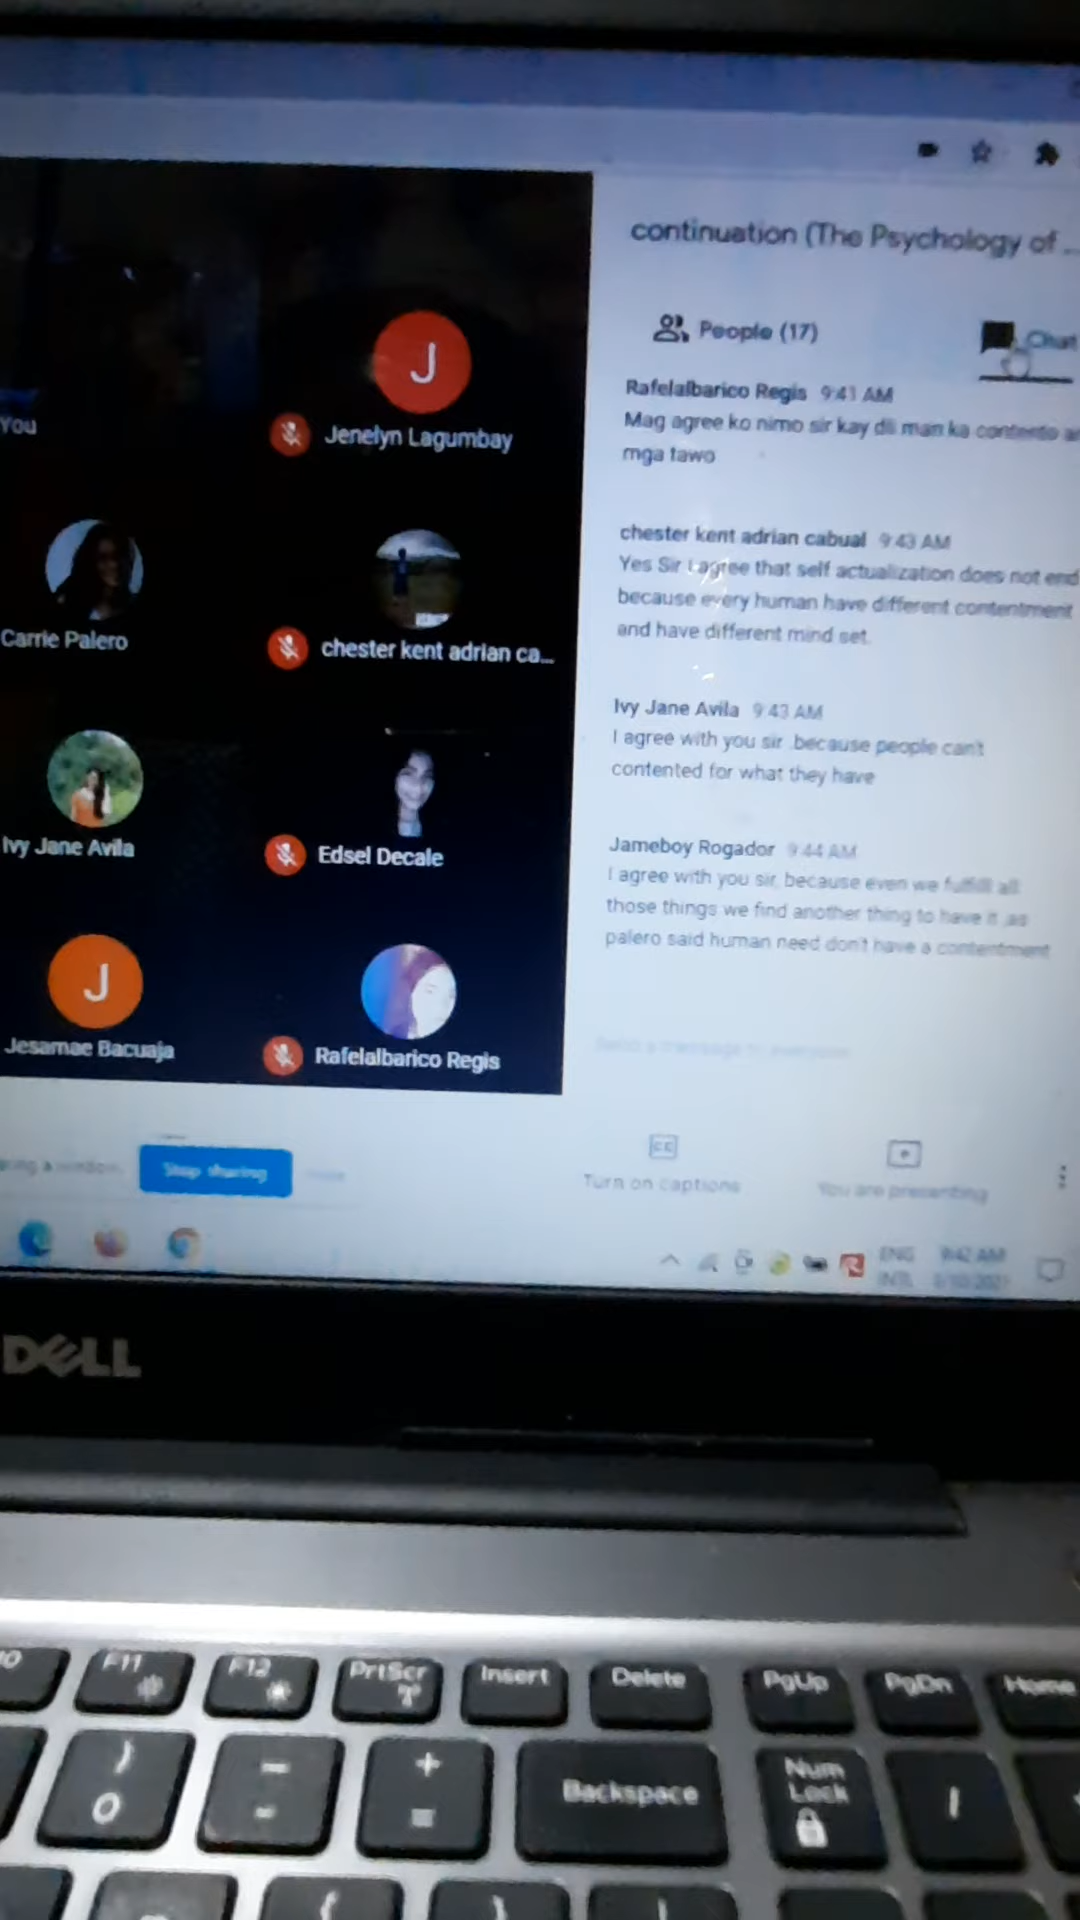 continuation (The Psychology of ...
People (17)
Chat
Rafelalbarico Regis 9:41 AM
Mag agree ko nimo sir kay dli man ka contento
mga tawo
chester kent adrian cabual 9:43 AM
Yes Sir I agree that self actualization does not end
because every human have different contentment
and have different mind set.
Ivy Jane Avila 9:43 AM
I agree with you sir .because people can't
contented for what they have
Jameboy Rogador 9:44 AM
I agree with you sir, because even we fulfill all
those things we find another thing to have it ,as
palero said human need don't have a contentment
You
J
Jenelyn Lagumbay
Carrie Palero
chester kent adrian ca...
Ivy Jane Avila
Edsel Decale
J
Jesamae Bacuaja
Rafelalbarico Regis
a window.
Stop sharing
CC
Turn on captions
You are presenting
ENG
INTL
9:42 AM
DELL
F11
F12
PrtScr
Insert
Delete
PgUp
PgDn
Home
)
0
+
=
Backspace
Num
Lock
/